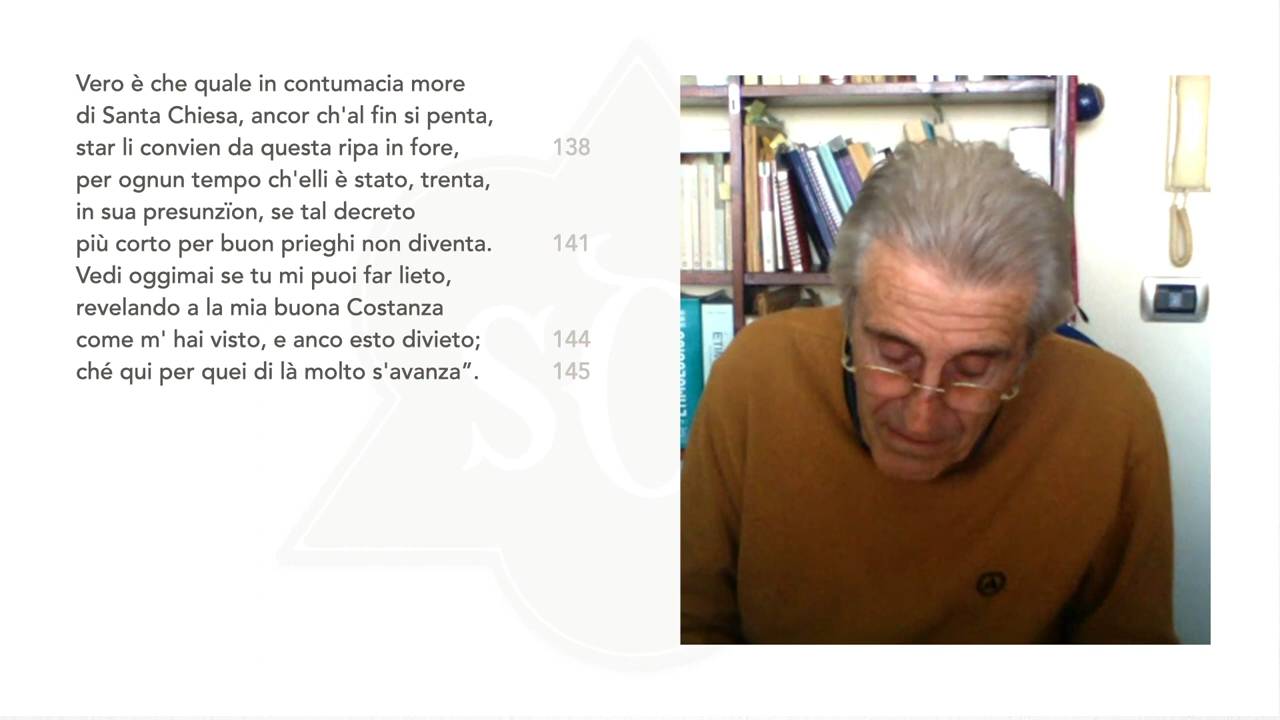 Vero è che quale in contumacia more
di Santa Chiesa, ancor ch'al fin si penta,
star li convien da questa ripa in fore, 138
per ognun tempo ch'elli è stato, trenta,
in sua presunzïon, se tal decreto
più corto per buon prieghi non diventa. 141
Vedi oggimai se tu mi puoi far lieto,
revelando a la mia buona Costanza
come m' hai visto, e anco esto divieto; 144
ché qui per quei di là molto s'avanza”. 145